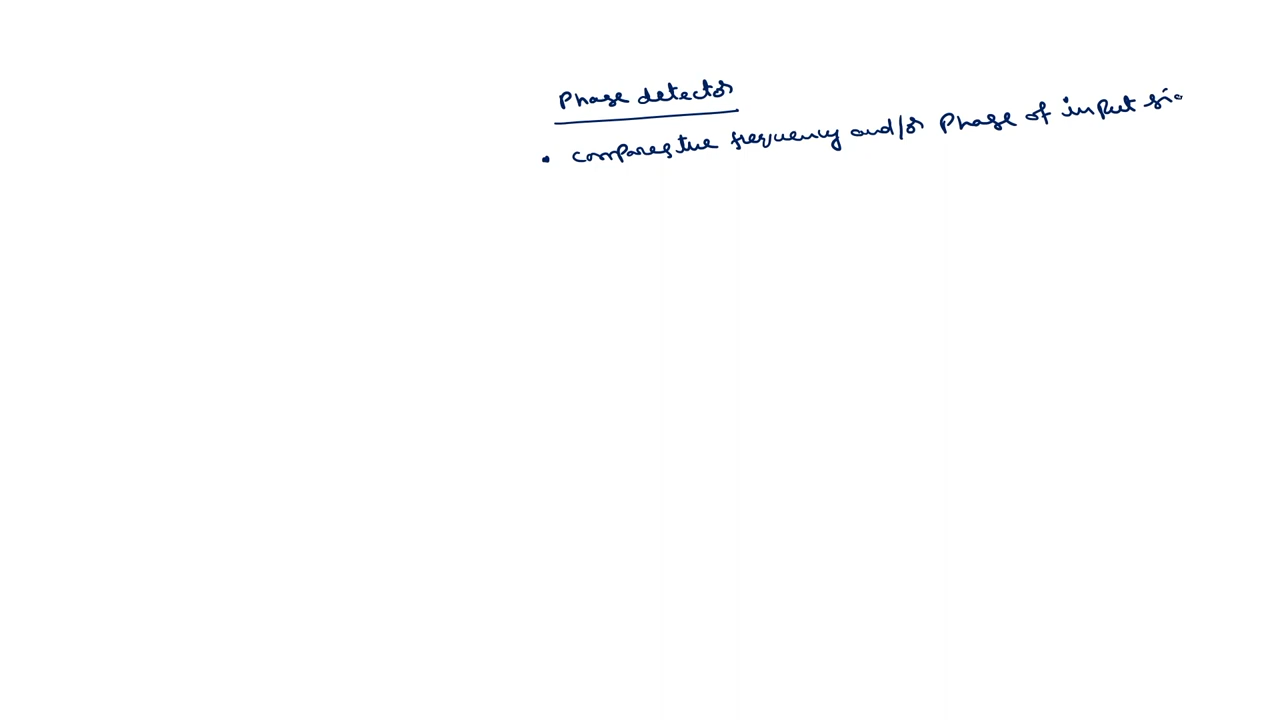 Phase detector
• compares the frequency and/or Phase of input